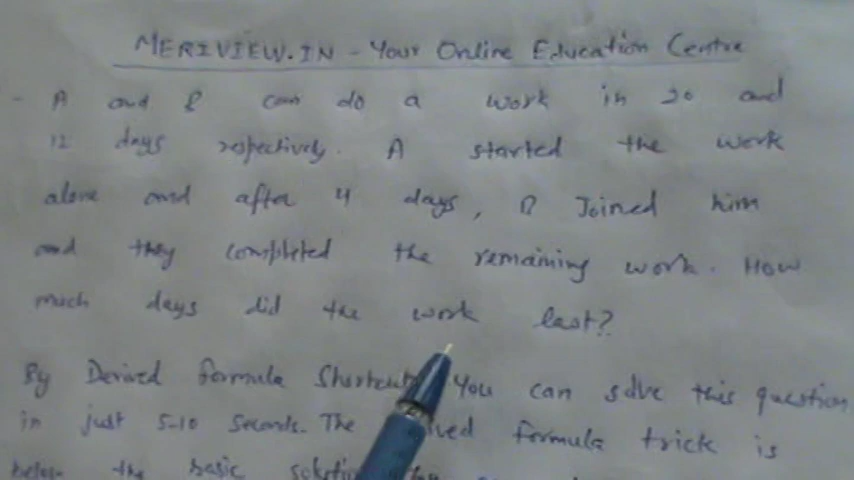 MERIVIEW.IN - Your Online Education Centre
- A and B can do a work in 20 and
12 days respectively. A started the work
alone and after 4 days, B Joined him
and they completed the remaining work. How
much days did the work last?
By Derived formula Shortcut You can solve this question
in just 5-10 seconds. The formula trick is
below the basic